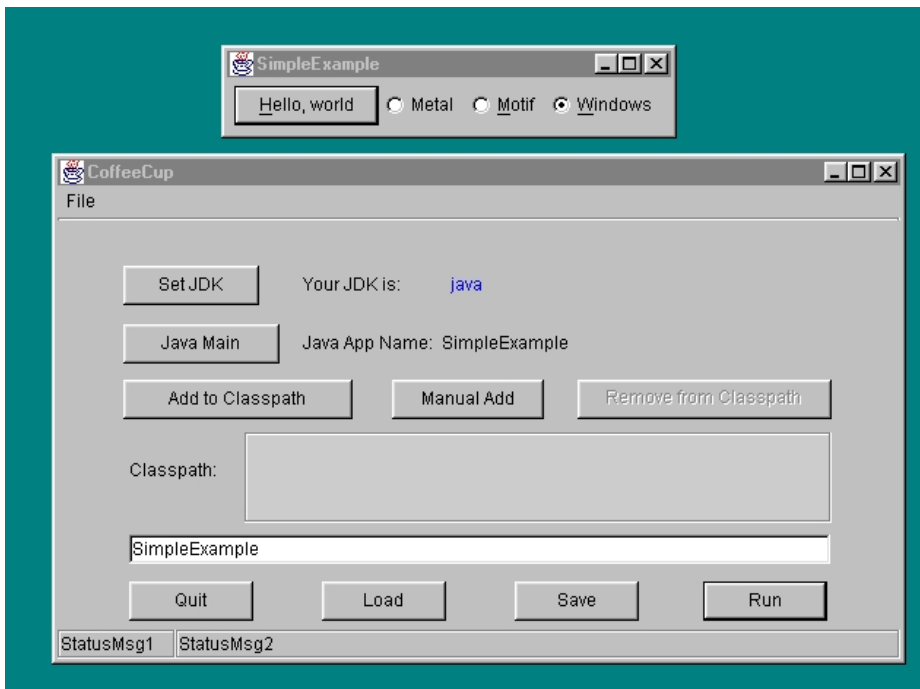 SimpleExample
Hello, world Metal Motif Windows
CoffeeCup
File
Set JDK Your JDK is: java
Java Main Java App Name: SimpleExample
Add to Classpath Manual Add Remove from Classpath
Classpath:
SimpleExample
Quit Load Save Run
StatusMsg1 StatusMsg2